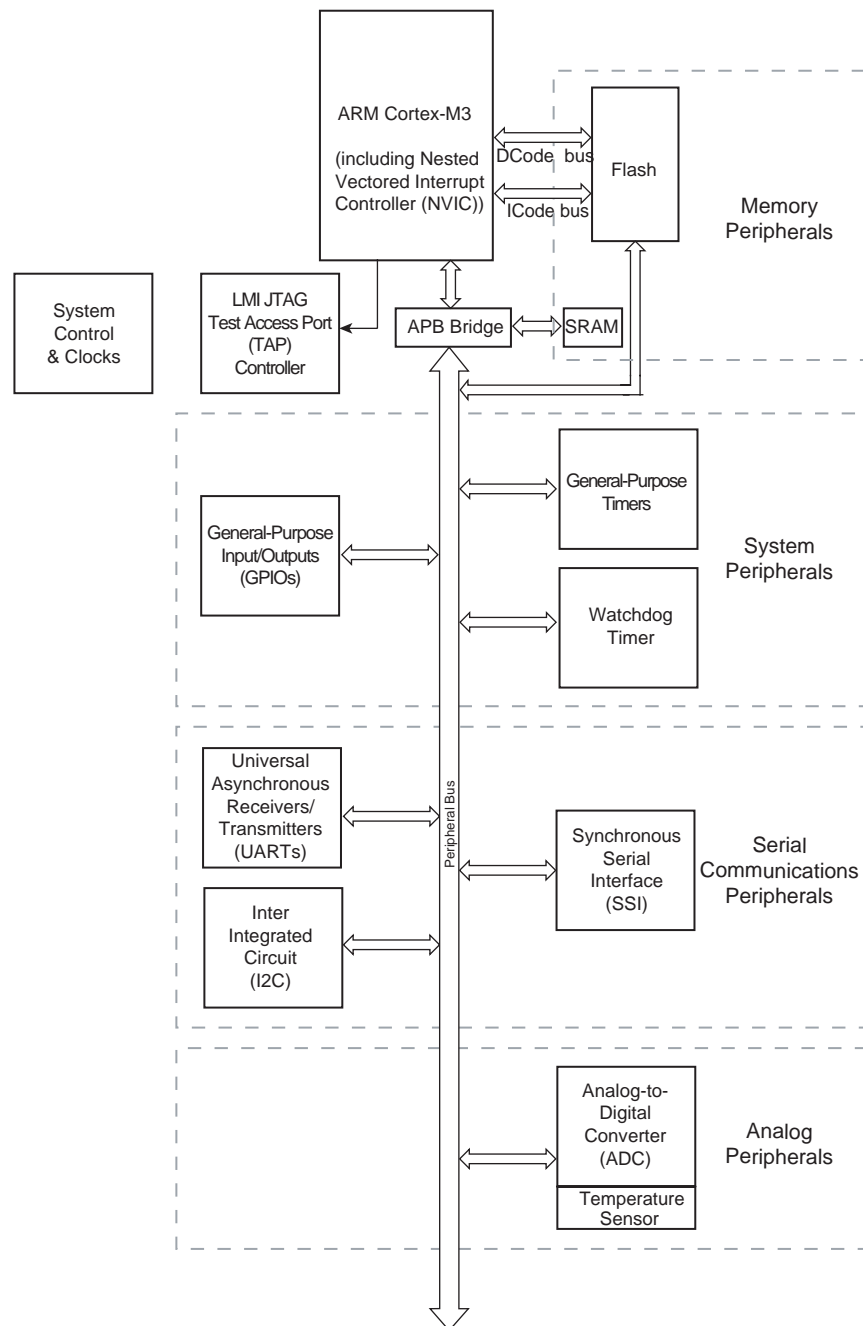 ARM Cortex-M3
(including Nested
Vectored Interrupt
Controller (NVIC))
DCode bus
ICode bus
Flash
Memory
Peripherals
System
Control
& Clocks
LMI JTAG
Test Access Port
(TAP)
Controller
APB Bridge
SRAM
General-Purpose
Timers
General-Purpose
Input/Outputs
(GPIOs)
System
Peripherals
Watchdog
Timer
Universal
Asynchronous
Receivers/
Transmitters
(UARTs)
Peripheral Bus
Synchronous
Serial
Interface
(SSI)
Serial
Communications
Peripherals
Inter
Integrated
Circuit
(I2C)
Analog-to-
Digital
Converter
(ADC)
Analog
Peripherals
Temperature
Sensor